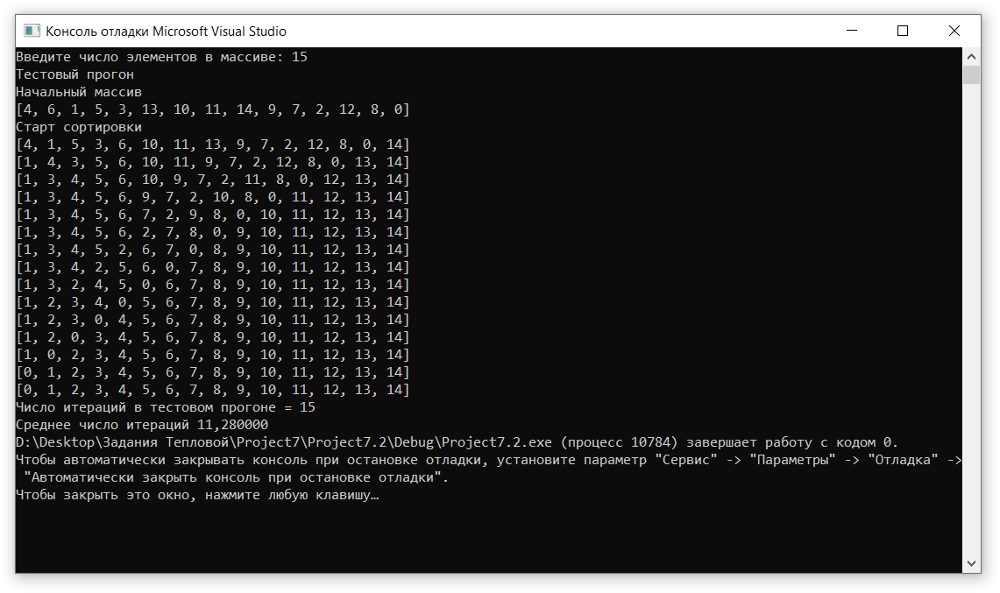 Консоль отладки Microsoft Visual Studio
Введите число элементов в массиве: 15
Тестовый прогон
Начальный массив
[4, 6, 1, 5, 3, 13, 10, 11, 14, 9, 7, 2, 12, 8, 0]
Старт сортировки
[4, 1, 5, 3, 6, 10, 11, 13, 9, 7, 2, 12, 8, 0, 14]
[1, 4, 3, 5, 6, 10, 11, 9, 7, 2, 12, 8, 0, 13, 14]
[1, 3, 4, 5, 6, 10, 9, 7, 2, 11, 8, 0, 12, 13, 14]
[1, 3, 4, 5, 6, 9, 7, 2, 10, 8, 0, 11, 12, 13, 14]
[1, 3, 4, 5, 6, 7, 2, 9, 8, 0, 10, 11, 12, 13, 14]
[1, 3, 4, 5, 6, 2, 7, 8, 0, 9, 10, 11, 12, 13, 14]
[1, 3, 4, 5, 2, 6, 7, 0, 8, 9, 10, 11, 12, 13, 14]
[1, 3, 4, 2, 5, 6, 0, 7, 8, 9, 10, 11, 12, 13, 14]
[1, 3, 2, 4, 5, 0, 6, 7, 8, 9, 10, 11, 12, 13, 14]
[1, 2, 3, 4, 0, 5, 6, 7, 8, 9, 10, 11, 12, 13, 14]
[1, 2, 3, 0, 4, 5, 6, 7, 8, 9, 10, 11, 12, 13, 14]
[1, 2, 0, 3, 4, 5, 6, 7, 8, 9, 10, 11, 12, 13, 14]
[1, 0, 2, 3, 4, 5, 6, 7, 8, 9, 10, 11, 12, 13, 14]
[0, 1, 2, 3, 4, 5, 6, 7, 8, 9, 10, 11, 12, 13, 14]
[0, 1, 2, 3, 4, 5, 6, 7, 8, 9, 10, 11, 12, 13, 14]
Число итераций в тестовом прогоне = 15
Среднее число итераций 11,280000
D:\Desktop\Задания Тепловой\Project7\Project7.2\Debug\Project7.2.exe (процесс 10784) завершает работу с кодом 0.
Чтобы автоматически закрывать консоль при остановке отладки, установите параметр "Сервис" -> "Параметры" -> "Отладка" ->
"Автоматически закрыть консоль при остановке отладки".
Чтобы закрыть это окно, нажмите любую клавишу…